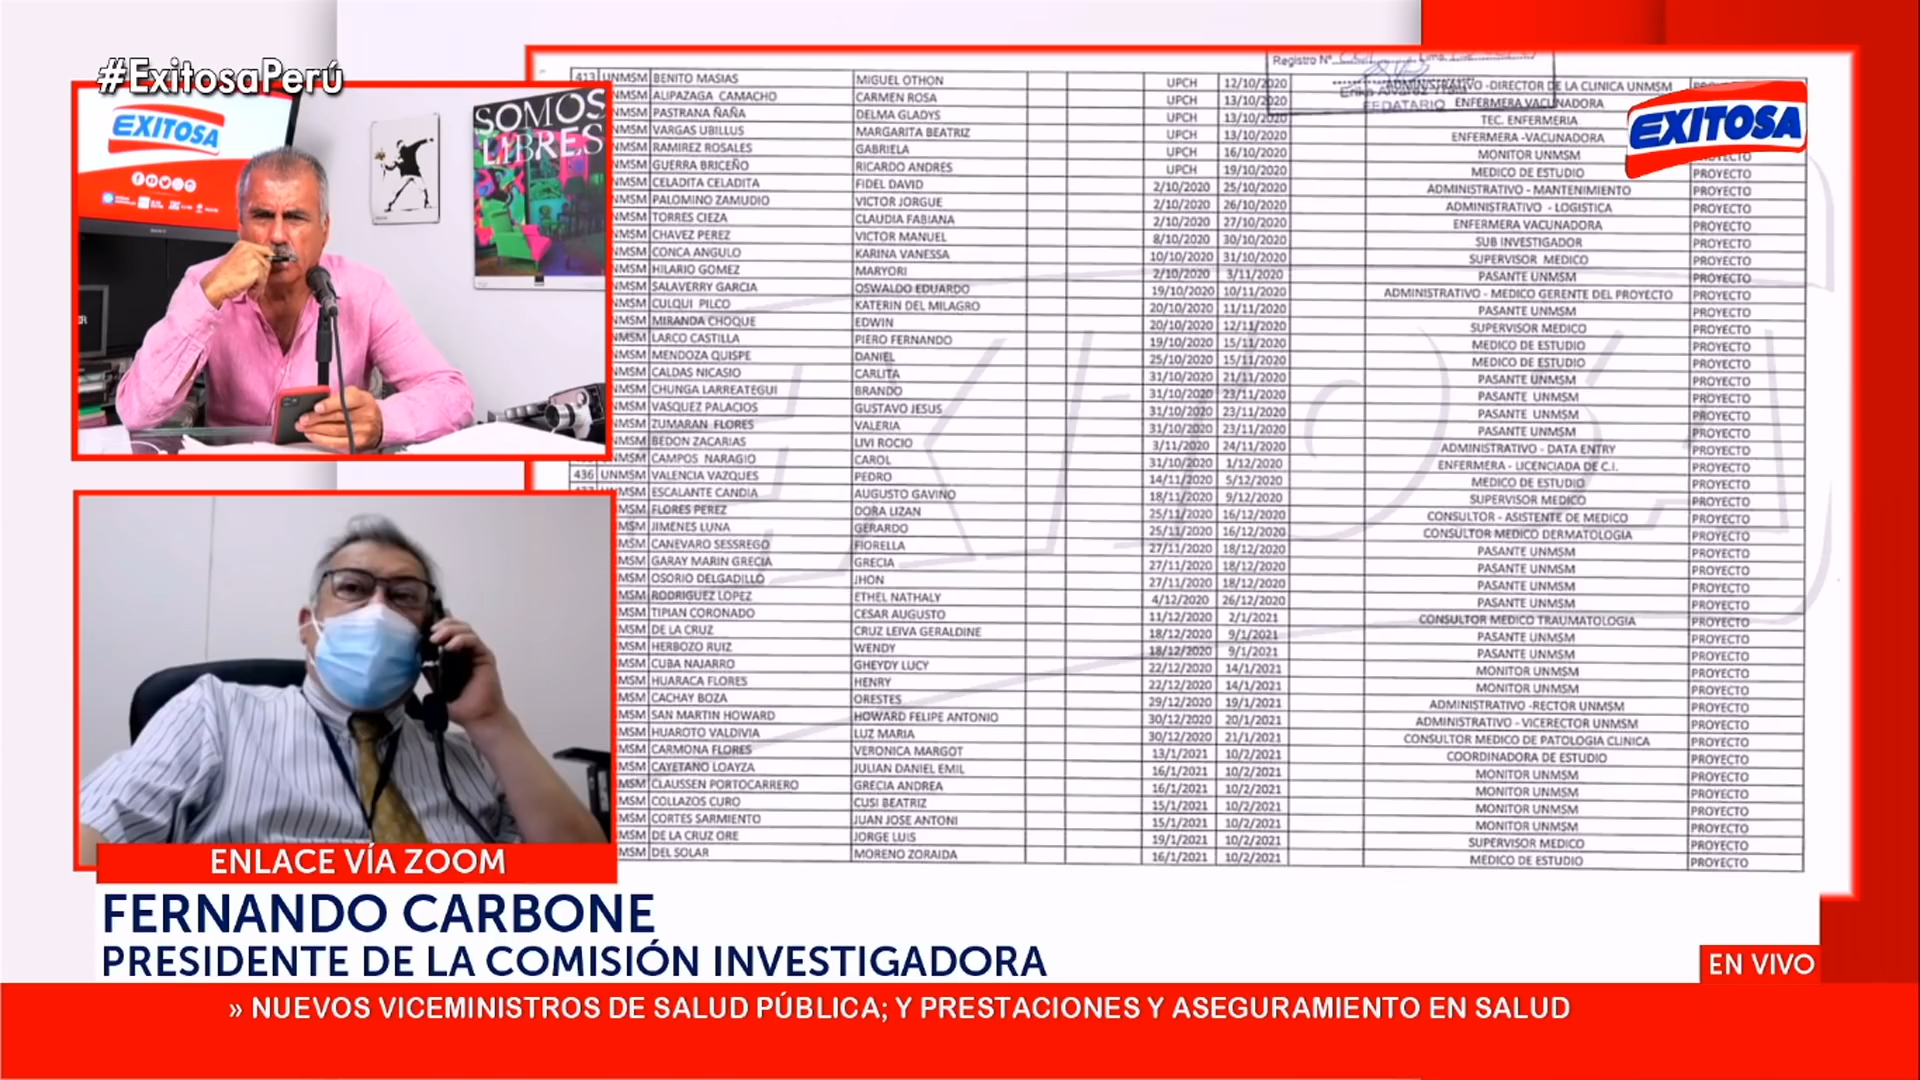 #ExitosaPerú
EXITOSA
SOMOS
LIBRES
Registro N°
FEDATARIO
EXITOSA
413 UNMSM BENITO MASIAS MIGUEL OTHON UPCH 12/10/2020 ADMINISTRATIVO -DIRECTOR DE LA CLINICA UNMSM
UNMSM ALIPAZAGA CAMACHO CARMEN ROSA UPCH 13/10/2020 ENFERMERA VACUNADORA
UNMSM PASTRANA ÑAÑA DELMA GLADYS UPCH 13/10/2020 TEC. ENFERMERIA
UNMSM VARGAS UBILLUS MARGARITA BEATRIZ UPCH 13/10/2020 ENFERMERA -VACUNADORA
UNMSM RAMIREZ ROSALES GABRIELA UPCH 16/10/2020 MONITOR UNMSM
UNMSM GUERRA BRICEÑO RICARDO ANDRES UPCH 19/10/2020 MEDICO DE ESTUDIO PROYECTO
UNMSM CELADITA CELADITA FIDEL DAVID 2/10/2020 25/10/2020 ADMINISTRATIVO - MANTENIMIENTO PROYECTO
UNMSM PALOMINO ZAMUDIO VICTOR JORGUE 2/10/2020 26/10/2020 ADMINISTRATIVO - LOGISTICA PROYECTO
UNMSM TORRES CIEZA CLAUDIA FABIANA 2/10/2020 27/10/2020 ENFERMERA VACUNADORA PROYECTO
UNMSM CHAVEZ PEREZ VICTOR MANUEL 8/10/2020 30/10/2020 SUB INVESTIGADOR PROYECTO
NMSM CONCA ANGULO KARINA VANESSA 10/10/2020 31/10/2020 SUPERVISOR MEDICO PROYECTO
NMSM HILARIO GOMEZ MARYORI 2/10/2020 3/11/2020 PASANTE UNMSM PROYECTO
NMSM SALAVERRY GARCIA OSWALDO EDUARDO 19/10/2020 10/11/2020 ADMINISTRATIVO - MEDICO GERENTE DEL PROYECTO PROYECTO
NMSM CULQUI PILCO KATERIN DEL MILAGRO 20/10/2020 11/11/2020 PASANTE UNMSM PROYECTO
NMSM MIRANDA CHOQUE EDWIN 20/10/2020 12/11/2020 SUPERVISOR MEDICO PROYECTO
NMSM LARCO CASTILLA PIERO FERNANDO 19/10/2020 15/11/2020 MEDICO DE ESTUDIO PROYECTO
NMSM MENDOZA QUISPE DANIEL 25/10/2020 15/11/2020 MEDICO DE ESTUDIO PROYECTO
NMSM CALDAS NICASIO CARLITA 31/10/2020 21/11/2020 PASANTE UNMSM PROYECTO
NMSM CHUNGA LARREATEGUI BRANDO 31/10/2020 23/11/2020 PASANTE UNMSM PROYECTO
NMSM VASQUEZ PALACIOS GUSTAVO JESUS 31/10/2020 23/11/2020 PASANTE UNMSM PROYECTO
NMSM ZUMARAN FLORES VALERIA 31/10/2020 23/11/2020 PASANTE UNMSM PROYECTO
NMSM BEDON ZACARIAS LIVI ROCIO 3/11/2020 24/11/2020 ADMINISTRATIVO - DATA ENTRY PROYECTO
NMSM CAMPOS NARAGIO CAROL 31/10/2020 1/12/2020 ENFERMERA - LICENCIADA DE C.I. PROYECTO
436 UNMSM VALENCIA VAZQUES PEDRO 14/11/2020 5/12/2020 MEDICO DE ESTUDIO PROYECTO
MSM ESCALANTE CANDIA AUGUSTO GAVINO 18/11/2020 9/12/2020 SUPERVISOR MEDICO PROYECTO
MSM FLORES PEREZ DORA LIZAN 25/11/2020 16/12/2020 CONSULTOR - ASISTENTE DE MEDICO PROYECTO
MSM JIMENES LUNA GERARDO 25/11/2020 16/12/2020 CONSULTOR MEDICO DERMATOLOGIA PROYECTO
MSM CANEVARO SESSREGO FIORELLA 27/11/2020 18/12/2020 PASANTE UNMSM PROYECTO
MSM GARAY MARIN GRECIA GRECIA 27/11/2020 18/12/2020 PASANTE UNMSM PROYECTO
MSM OSORIO DELGADILLO JHON 27/11/2020 18/12/2020 PASANTE UNMSM PROYECTO
MSM RODRIGUEZ LOPEZ ETHEL NATHALY 4/12/2020 26/12/2020 PASANTE UNMSM PROYECTO
MSM TIPIAN CORONADO CESAR AUGUSTO 11/12/2020 2/1/2021 CONSULTOR MEDICO TRAUMATOLOGIA PROYECTO
MSM DE LA CRUZ CRUZ LEIVA GERALDINE 18/12/2020 9/1/2021 PASANTE UNMSM PROYECTO
MSM HERBOZO RUIZ WENDY 18/12/2020 9/1/2021 PASANTE UNMSM PROYECTO
MSM CUBA NAJARRO GHEYDY LUCY 22/12/2020 14/1/2021 MONITOR UNMSM PROYECTO
MSM HUARACA FLORES HENRY 22/12/2020 14/1/2021 MONITOR UNMSM PROYECTO
MSM CACHAY BOZA ORESTES 29/12/2020 19/1/2021 ADMINISTRATIVO -RECTOR UNMSM PROYECTO
MSM SAN MARTIN HOWARD HOWARD FELIPE ANTONIO 30/12/2020 20/1/2021 ADMINISTRATIVO - VICERECTOR UNMSM PROYECTO
MSM HUAROTO VALDIVIA LUZ MARIA 30/12/2020 21/1/2021 CONSULTOR MEDICO DE PATOLOGIA CLINICA PROYECTO
MSM CARMONA FLORES VERONICA MARGOT 13/1/2021 10/2/2021 COORDINADORA DE ESTUDIO PROYECTO
MSM CAYETANO LOAYZA JULIAN DANIEL EMIL 16/1/2021 10/2/2021 MONITOR UNMSM PROYECTO
MSM CLAUSSEN PORTOCARRERO GRECIA ANDREA 16/1/2021 10/2/2021 MONITOR UNMSM PROYECTO
MSM COLLAZOS CURO CUSI BEATRIZ 15/1/2021 10/2/2021 MONITOR UNMSM PROYECTO
MSM CORTES SARMIENTO JUAN JOSE ANTONI 15/1/2021 10/2/2021 MONITOR UNMSM PROYECTO
MSM DE LA CRUZ ORE JORGE LUIS 19/1/2021 10/2/2021 SUPERVISOR MEDICO PROYECTO
MSM DEL SOLAR MORENO ZORAIDA 16/1/2021 10/2/2021 MEDICO DE ESTUDIO PROYECTO
ENLACE VÍA ZOOM
FERNANDO CARBONE
PRESIDENTE DE LA COMISIÓN INVESTIGADORA
EN VIVO
» NUEVOS VICEMINISTROS DE SALUD PÚBLICA; Y PRESTACIONES Y ASEGURAMIENTO EN SALUD